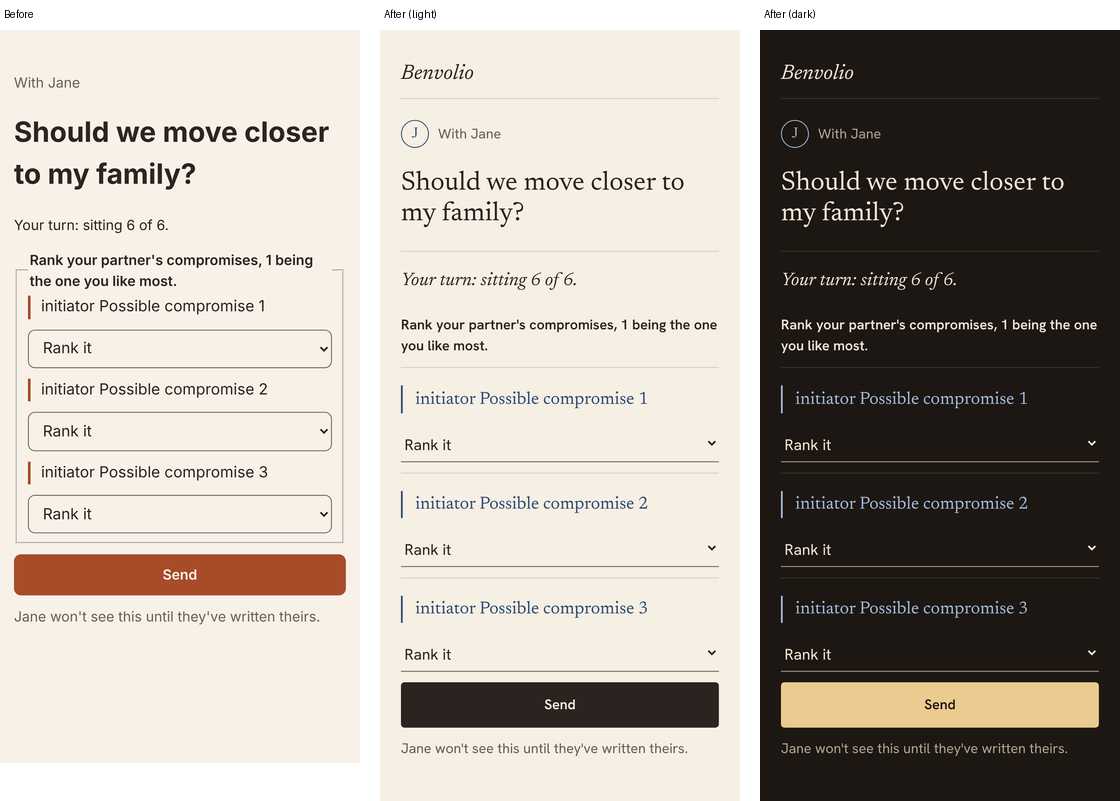 Before
With Jane
Should we move closer
to my family?
Your turn: sitting 6 of 6.
Rank your partner's compromises, 1 being
the one you like most.
initiator Possible compromise 1
Rank it
initiator Possible compromise 2
Rank it
initiator Possible compromise 3
Rank it
Send
Jane won't see this until they've written theirs.
After (light)
Benvolio
J With Jane
Should we move closer to
my family?
Your turn: sitting 6 of 6.
Rank your partner's compromises, 1 being the one
you like most.
initiator Possible compromise 1
Rank it
initiator Possible compromise 2
Rank it
initiator Possible compromise 3
Rank it
Send
Jane won't see this until they've written theirs.
After (dark)
Benvolio
J With Jane
Should we move closer to
my family?
Your turn: sitting 6 of 6.
Rank your partner's compromises, 1 being the one
you like most.
initiator Possible compromise 1
Rank it
initiator Possible compromise 2
Rank it
initiator Possible compromise 3
Rank it
Send
Jane won't see this until they've written theirs.